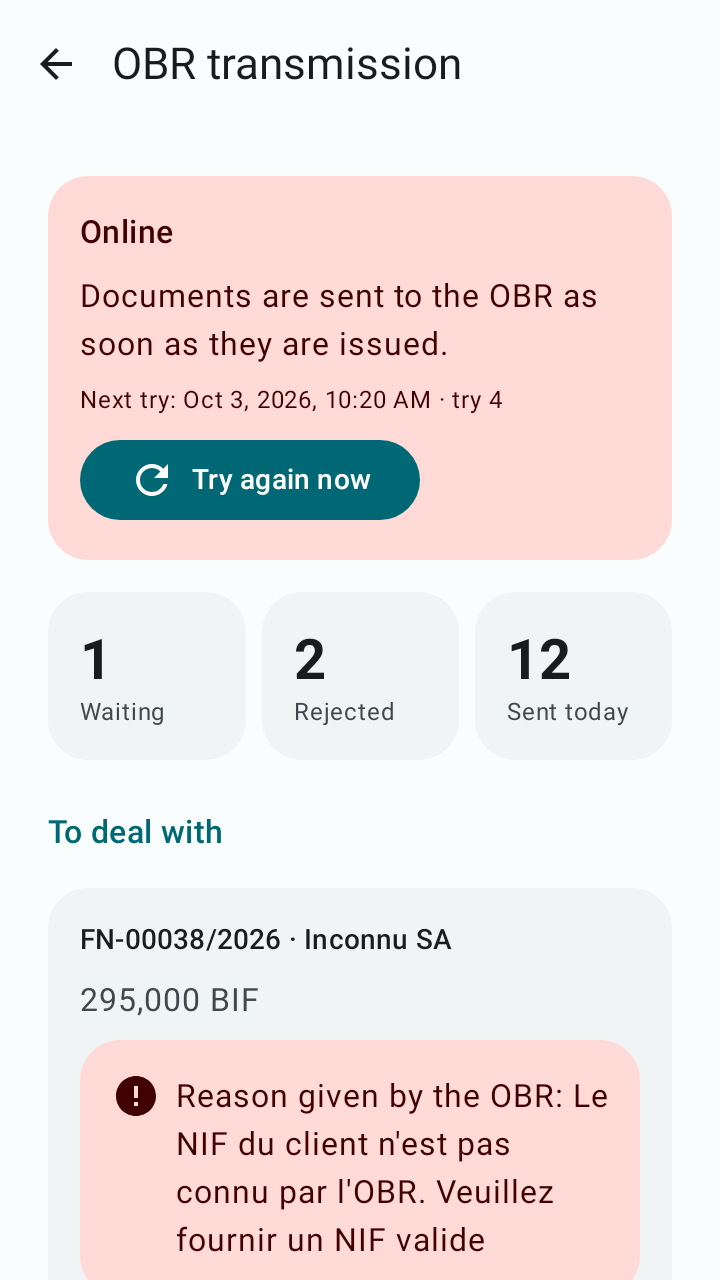 OBR transmission
Online
Documents are sent to the OBR as
soon as they are issued.
Next try: Oct 3, 2026, 10:20 AM · try 4
Try again now
1
Waiting
2
Rejected
12
Sent today
To deal with
FN-00038/2026 · Inconnu SA
295,000 BIF
Reason given by the OBR: Le
NIF du client n'est pas
connu par l'OBR. Veuillez
fournir un NIF valide